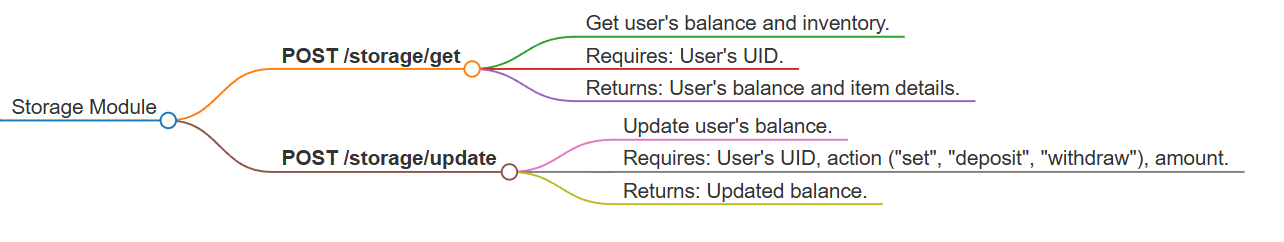 Storage Module
POST /storage/get
Get user's balance and inventory.
Requires: User's UID.
Returns: User's balance and item details.
POST /storage/update
Update user's balance.
Requires: User's UID, action ("set", "deposit", "withdraw"), amount.
Returns: Updated balance.